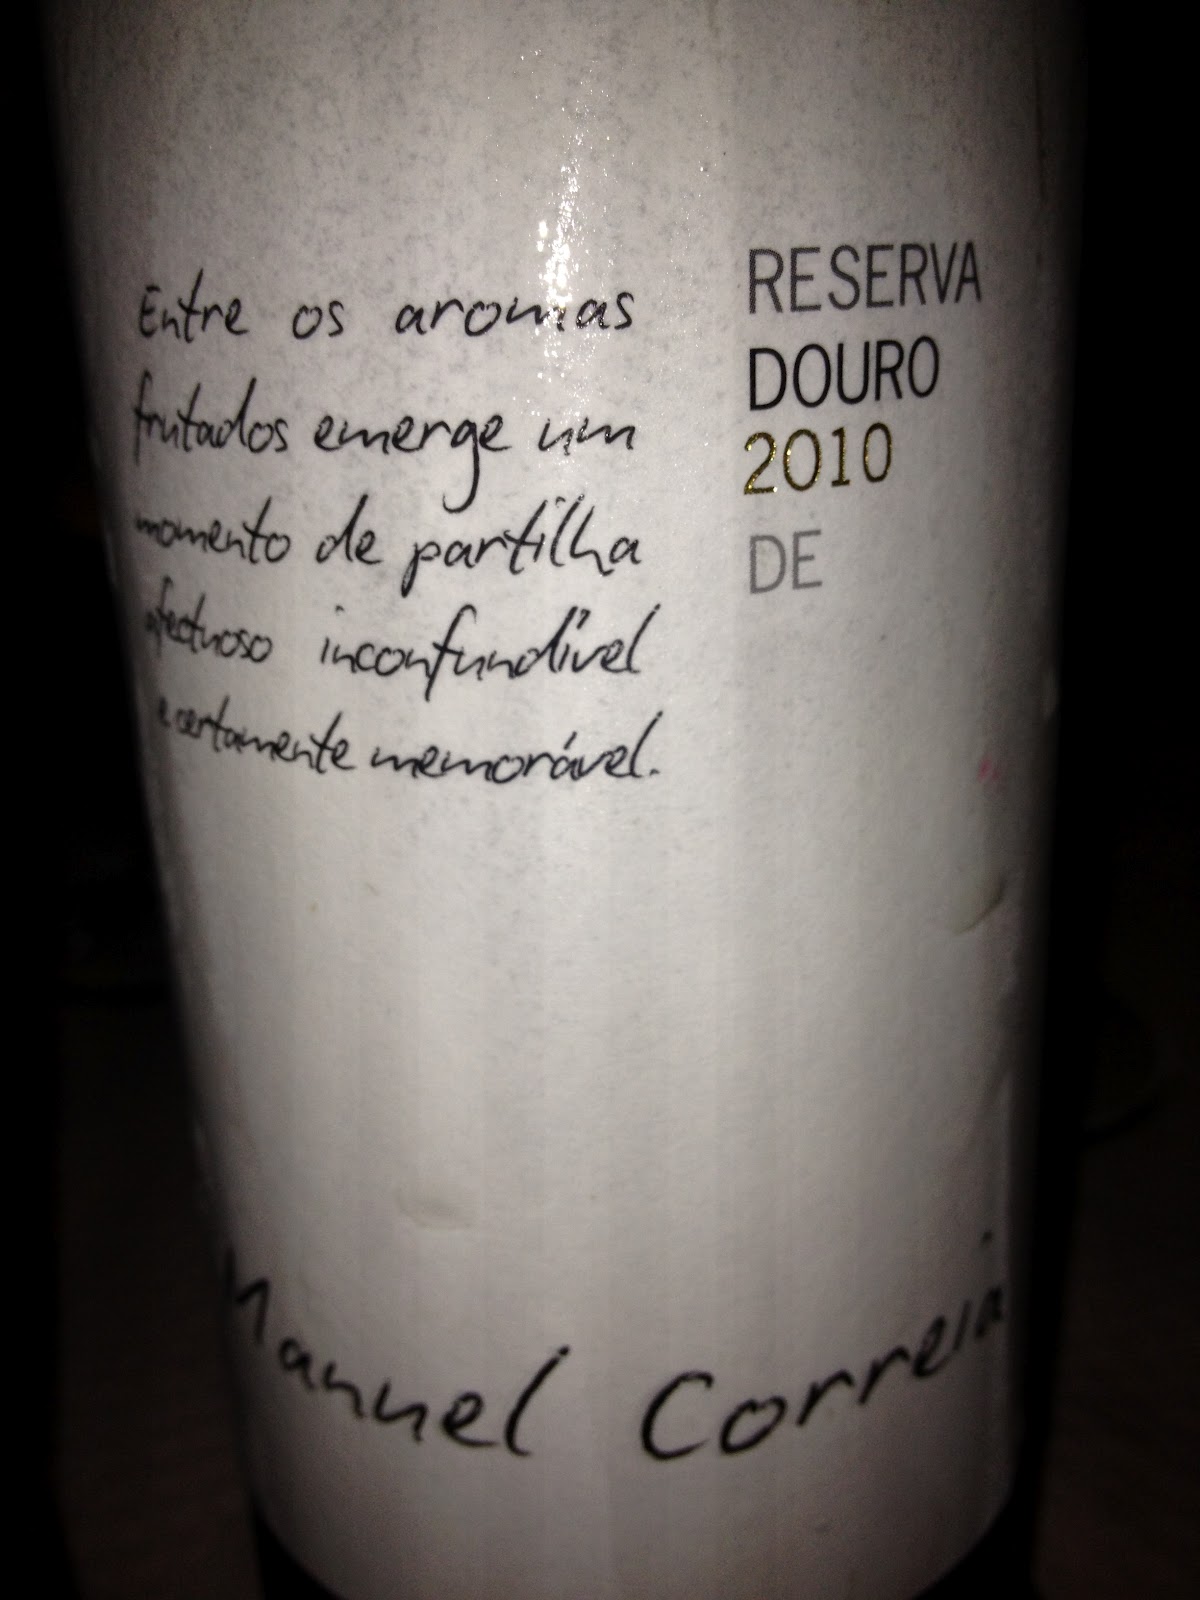 Entre os aromas
frutados emerge um
momento de partilha
afectuoso inconfundível
e certamente memorável.
RESERVA
DOURO
2010
DE
Manuel Correia